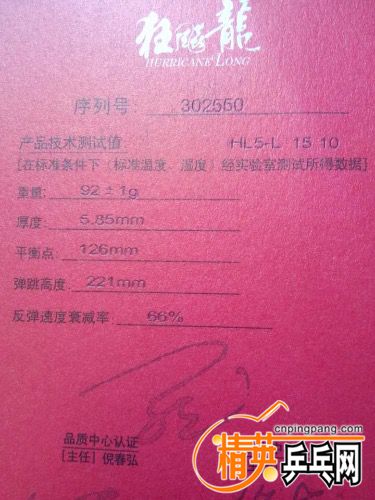 狂飚龍
HURRICANE LONG
序列号: 302550
产品技术测试值: HL5-L 15 10
[在标准条件下（标准温度、湿度）经实验室测试所得数据]
重量: 92±1g
厚度: 5.85mm
平衡点: 126mm
弹跳高度: 221mm
反弹速度衰减率: 66%
品质中心认证
[主任] 倪春弘
cnpingpang.com
精英乒乓网